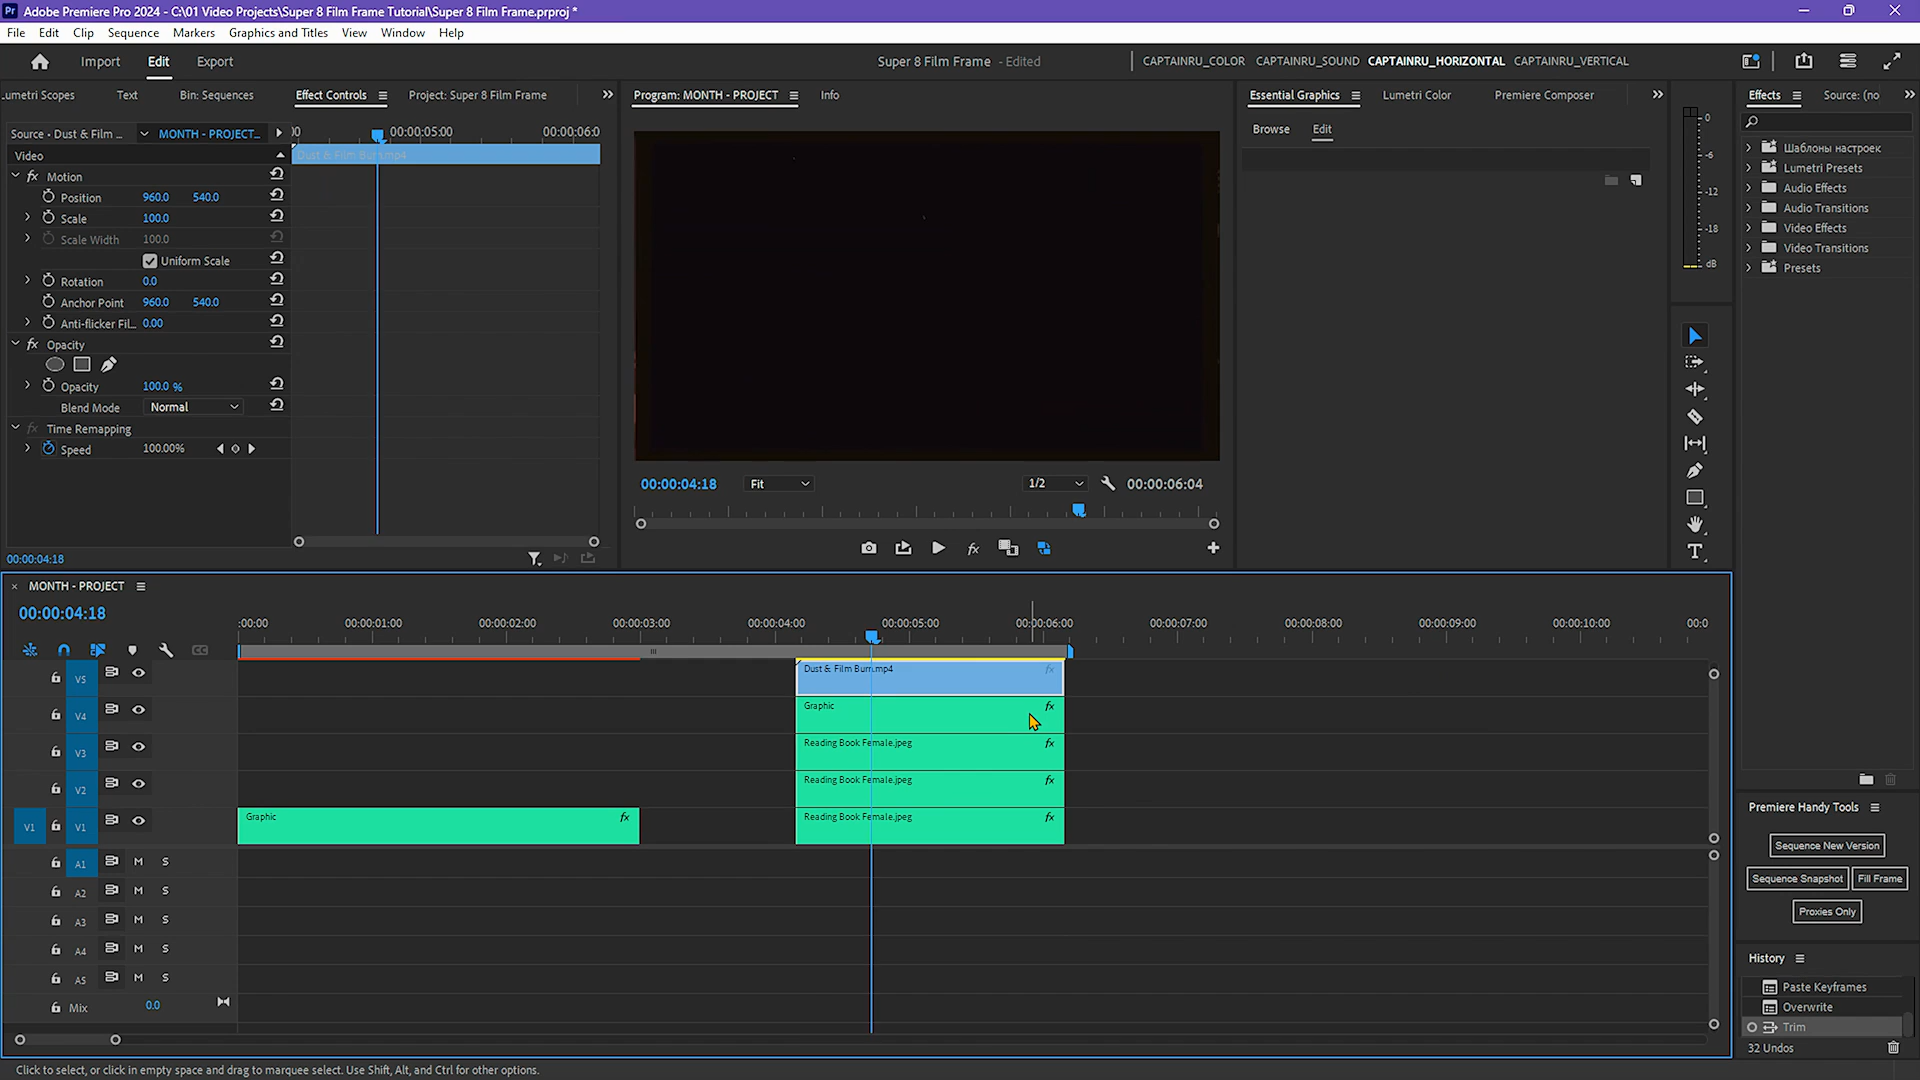 Adobe Premiere Pro 2024 - C:\01 Video Projects\Super 8 Film Frame Tutorial\Super 8 Film Frame.prproj *
File Edit Clip Sequence Markers Graphics and Titles View Window Help
Import Edit Export
Super 8 Film Frame - Edited
CAPTAINRU_COLOR CAPTAINRU_SOUND CAPTAINRU_HORIZONTAL CAPTAINRU_VERTICAL
umetri Scopes Text Bin: Sequences Effect Controls Project: Super 8 Film Frame
Source • Dust & Film ... MONTH - PROJECT...
00:00:05:00 00:00:06:0
Video
Dust & Film Burn.mp4
Motion
Position 960.0 540.0
Scale 100.0
Scale Width 100.0
Uniform Scale
Rotation 0.0
Anchor Point 960.0 540.0
Anti-flicker Fil... 0.00
Opacity
Opacity 100.0 %
Blend Mode Normal
Time Remapping
Speed 100.00%
00:00:04:18
Program: MONTH - PROJECT Info
00:00:04:18 Fit 1/2 00:00:06:04
Essential Graphics Lumetri Color Premiere Composer
Browse Edit
0
-6
-12
-18
dB
Effects Source: (no
Шаблоны настроек
Lumetri Presets
Audio Effects
Audio Transitions
Video Effects
Video Transitions
Presets
MONTH - PROJECT
00:00:04:18
:00:00 00:00:01:00 00:00:02:00 00:00:03:00 00:00:04:00 00:00:05:00 00:00:06:00 00:00:07:00 00:00:08:00 00:00:09:00 00:00:10:00 00:0
V5 Dust & Film Burn.mp4 fx
V4 Graphic fx
V3 Reading Book Female.jpeg fx
V2 Reading Book Female.jpeg fx
V1 V1 Graphic fx Reading Book Female.jpeg fx
A1 M S
A2 M S
A3 M S
A4 M S
A5 M S
Mix 0.0
Premiere Handy Tools
Sequence New Version
Sequence Snapshot Fill Frame
Proxies Only
History
Paste Keyframes
Overwrite
Trim
32 Undos
Click to select, or click in empty space and drag to marquee select. Use Shift, Alt, and Ctrl for other options.